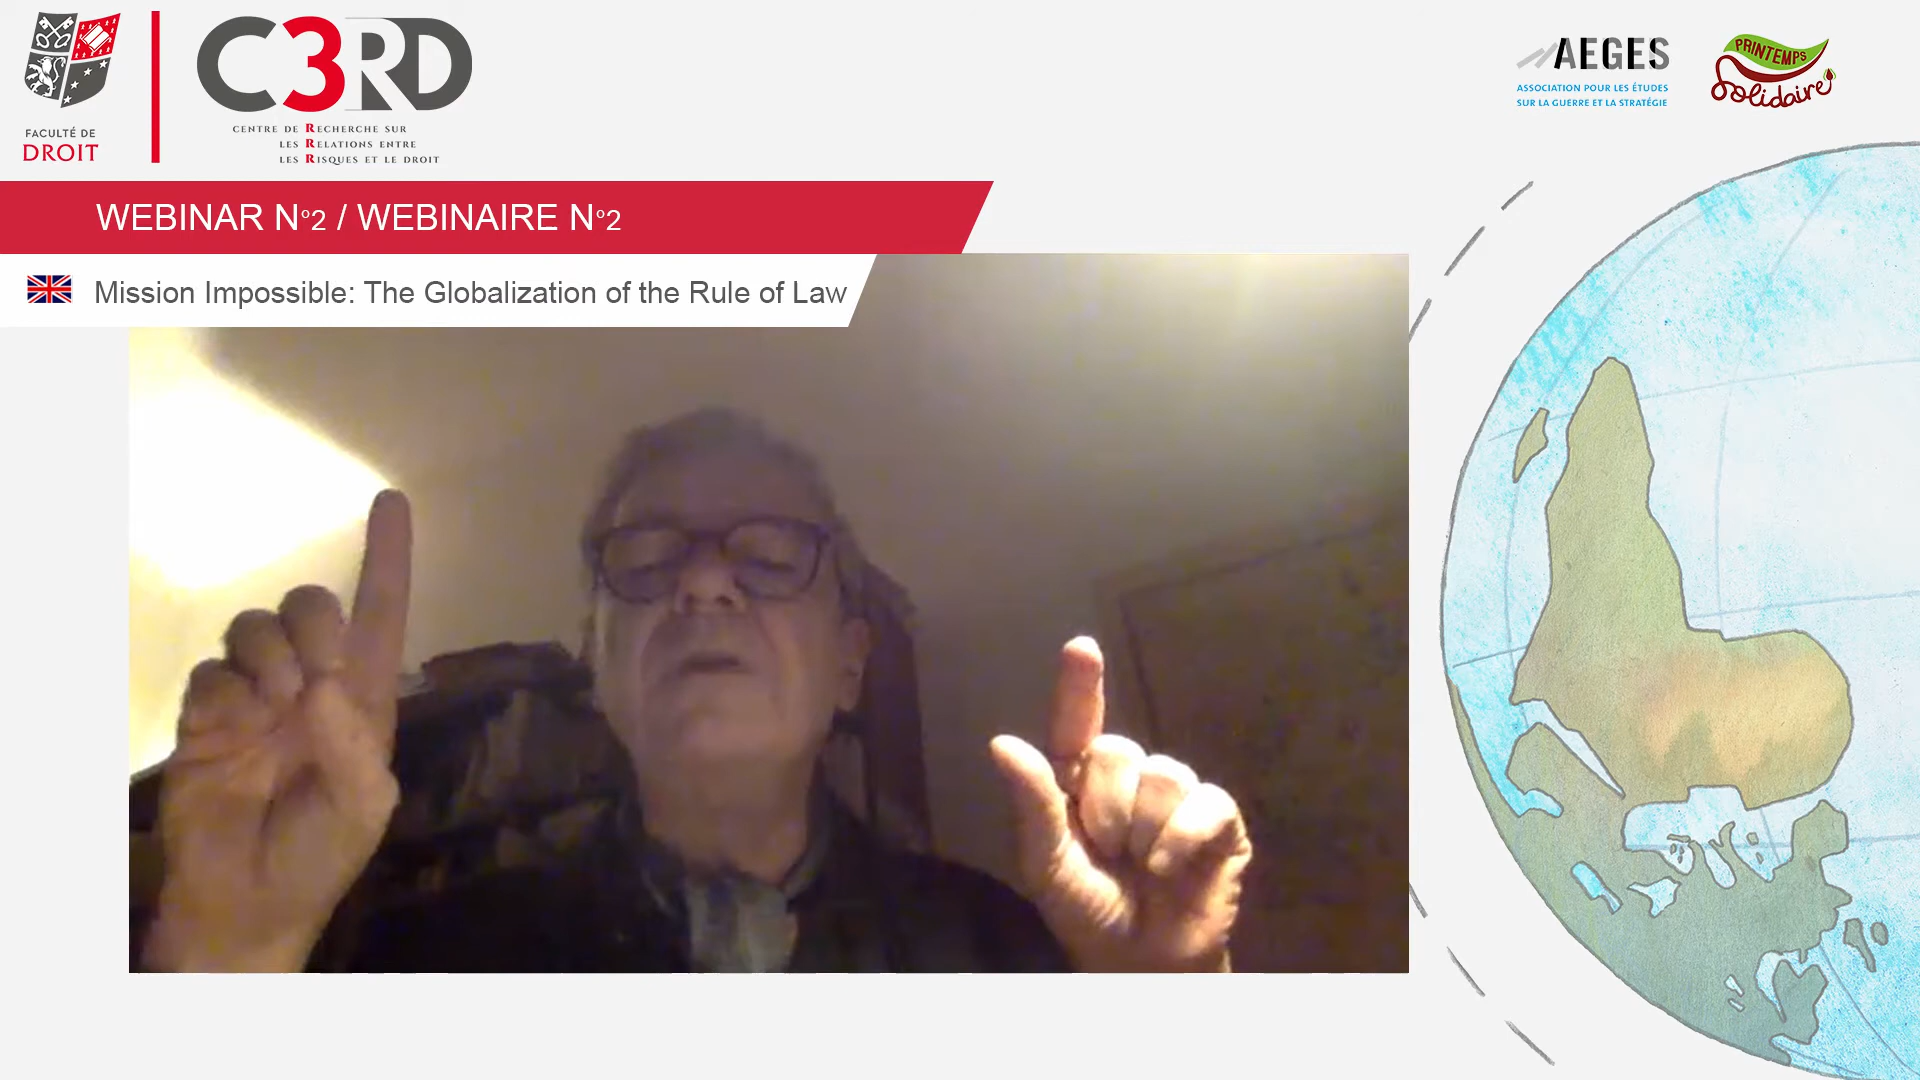 C3RD
FACULTÉ DE
DROIT
CENTRE DE RECHERCHE SUR
LES RELATIONS ENTRE
LES RISQUES ET LE DROIT
AEGES
ASSOCIATION POUR LES ÉTUDES
SUR LA GUERRE ET LA STRATÉGIE
PRINTEMPS
Solidaire
WEBINAR N°2 / WEBINAIRE N°2
Mission Impossible: The Globalization of the Rule of Law